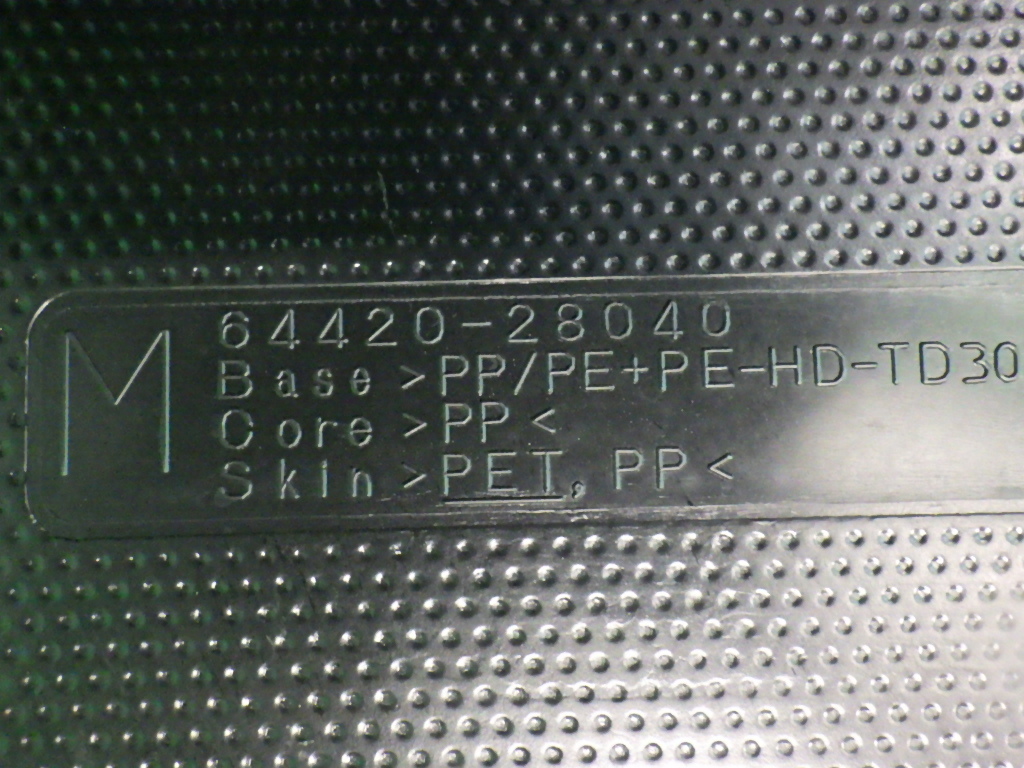 M
64420-28040
Base >PP/PE+PE-HD-TD30
Core >PP<
Skin >PET, PP<